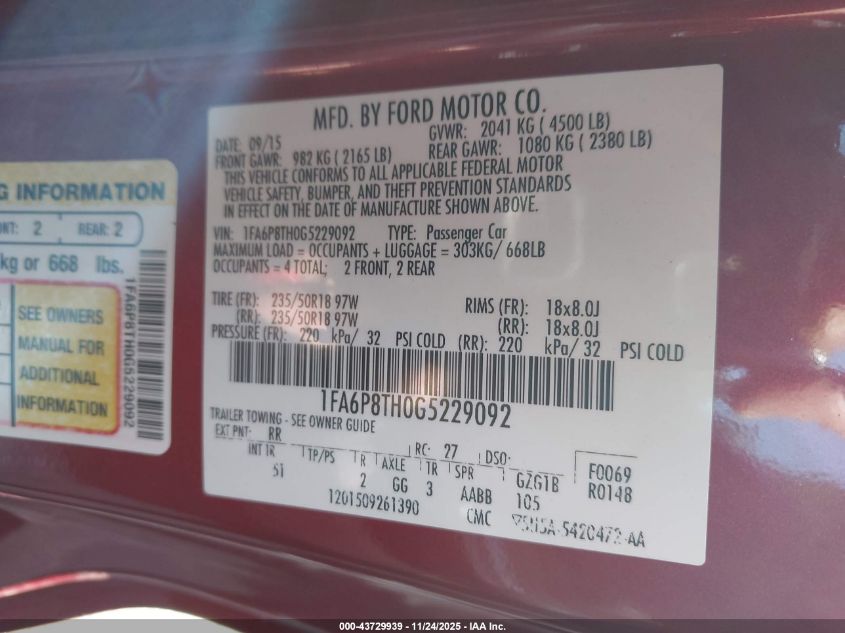 MFD. BY FORD MOTOR CO.
DATE: 09/15 GVWR: 2041 KG ( 4500 LB)
FRONT GAWR: 982 KG ( 2165 LB) REAR GAWR: 1080 KG ( 2380 LB)
THIS VEHICLE CONFORMS TO ALL APPLICABLE FEDERAL MOTOR
VEHICLE SAFETY, BUMPER, AND THEFT PREVENTION STANDARDS
IN EFFECT ON THE DATE OF MANUFACTURE SHOWN ABOVE.
VIN: 1FA6P8TH0G5229092 TYPE: Passenger Car
MAXIMUM LOAD = OCCUPANTS + LUGGAGE = 303KG/ 668LB
OCCUPANTS = 4 TOTAL; 2 FRONT, 2 REAR
TIRE (FR): 235/50R18 97W RIMS (FR): 18x8.0J
(RR): 235/50R18 97W (RR): 18x8.0J
PRESSURE (FR): 220 kPa/ 32 PSI COLD (RR): 220 kPa/ 32 PSI COLD
1FA6P8TH0G5229092
TRAILER TOWING - SEE OWNER GUIDE
EXT PNT: RR RC: 27 DSO:
INT TR TP/PS R AXLE TR SPR GZGTB F0069
2 GG 3 AABB 105 R0148
1201509261390 CMC
G INFORMATION
NT: 2 REAR: 2
kg or 668 lbs.
SEE OWNERS
MANUAL FOR
ADDITIONAL
INFORMATION
1FA6P8TH0G5229092
000-43729939 - 11/24/2025 - IAA Inc.